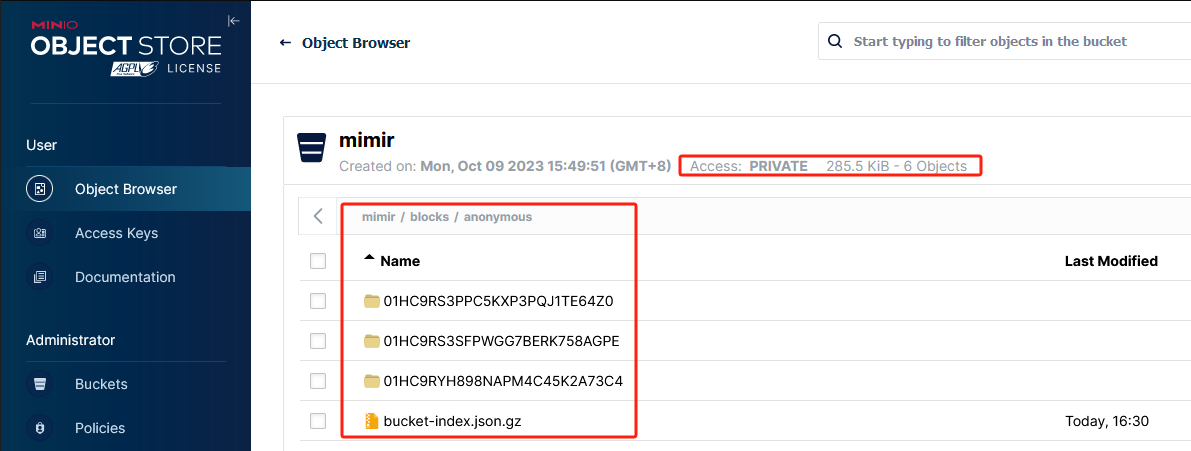 MINIO
OBJECT STORE
AGPLv3 LICENSE
User
Object Browser
Access Keys
Documentation
Administrator
Buckets
Policies
← Object Browser
Start typing to filter objects in the bucket
mimir
Created on: Mon, Oct 09 2023 15:49:51 (GMT+8) Access: PRIVATE 285.5 KiB - 6 Objects
mimir / blocks / anonymous
Name Last Modified
01HC9RS3PPC5KXP3PQJ1TE64Z0
01HC9RS3SFPWGG7BERK758AGPE
01HC9RYH898NAPM4C45K2A73C4
bucket-index.json.gz Today, 16:30